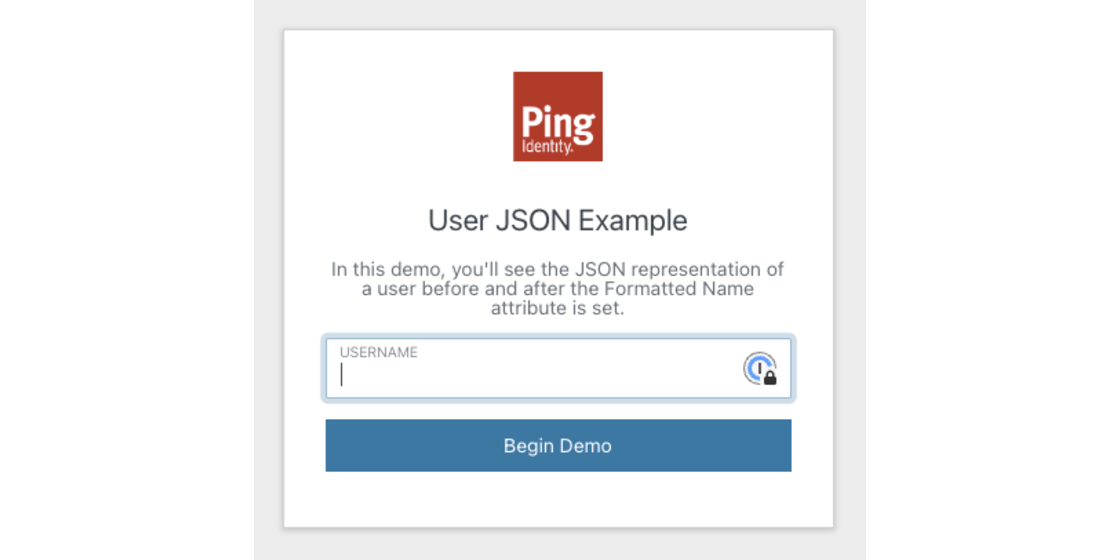 Ping
Identity.
User JSON Example
In this demo, you'll see the JSON representation of
a user before and after the Formatted Name
attribute is set.
USERNAME
Begin Demo